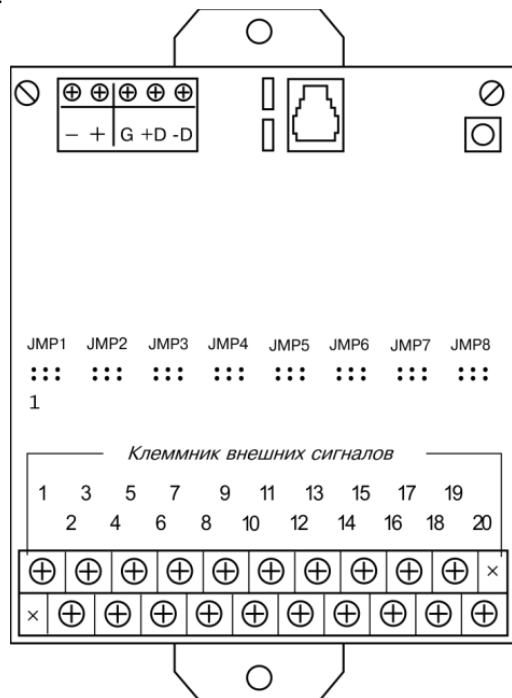 − + G +D -D
JMP1 JMP2 JMP3 JMP4 JMP5 JMP6 JMP7 JMP8
1
Клеммник внешних сигналов
1 3 5 7 9 11 13 15 17 19
2 4 6 8 10 12 14 16 18 20